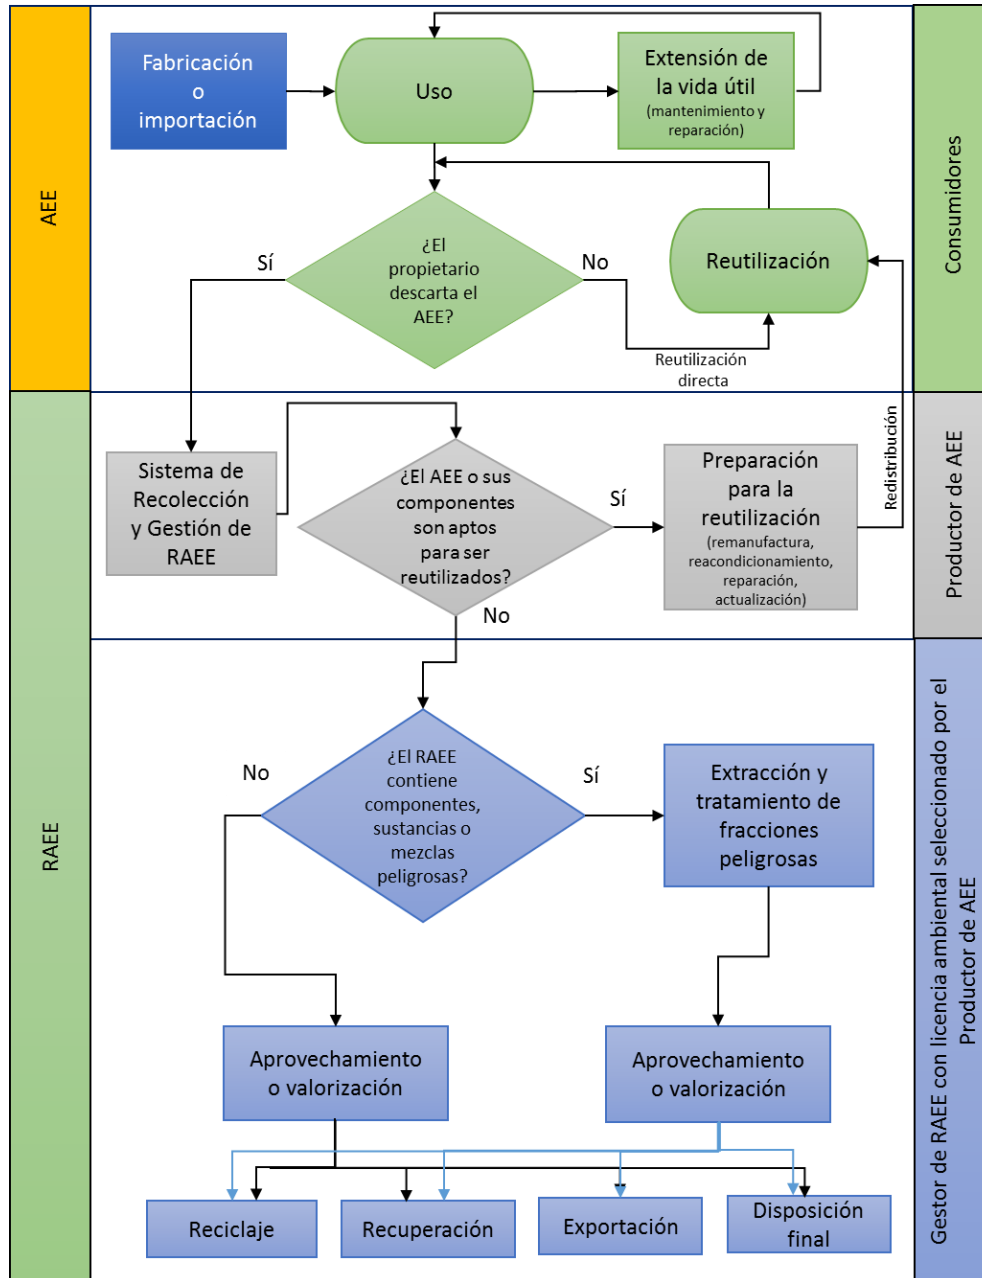 Fabricación
o
importación
Uso
Extensión de
la vida útil
(mantenimiento y
reparación)
AEE
Consumidores
¿El
propietario
descarta el
AEE?
Sí
No
Reutilización
Reutilización
directa
Redistribución
Sistema de
Recolección
y Gestión de
RAEE
¿El AEE o sus
componentes
son aptos
para ser
reutilizados?
Sí
No
Preparación
para la
reutilización
(remanufactura,
reacondicionamiento,
reparación,
actualización)
Productor de AEE
RAEE
¿El RAEE
contiene
componentes,
sustancias o
mezclas
peligrosas?
No
Sí
Extracción y
tratamiento de
fracciones
peligrosas
Gestor de RAEE con licencia ambiental seleccionado por el
Productor de AEE
Aprovechamiento
o valorización
Aprovechamiento
o valorización
Reciclaje
Recuperación
Exportación
Disposición
final